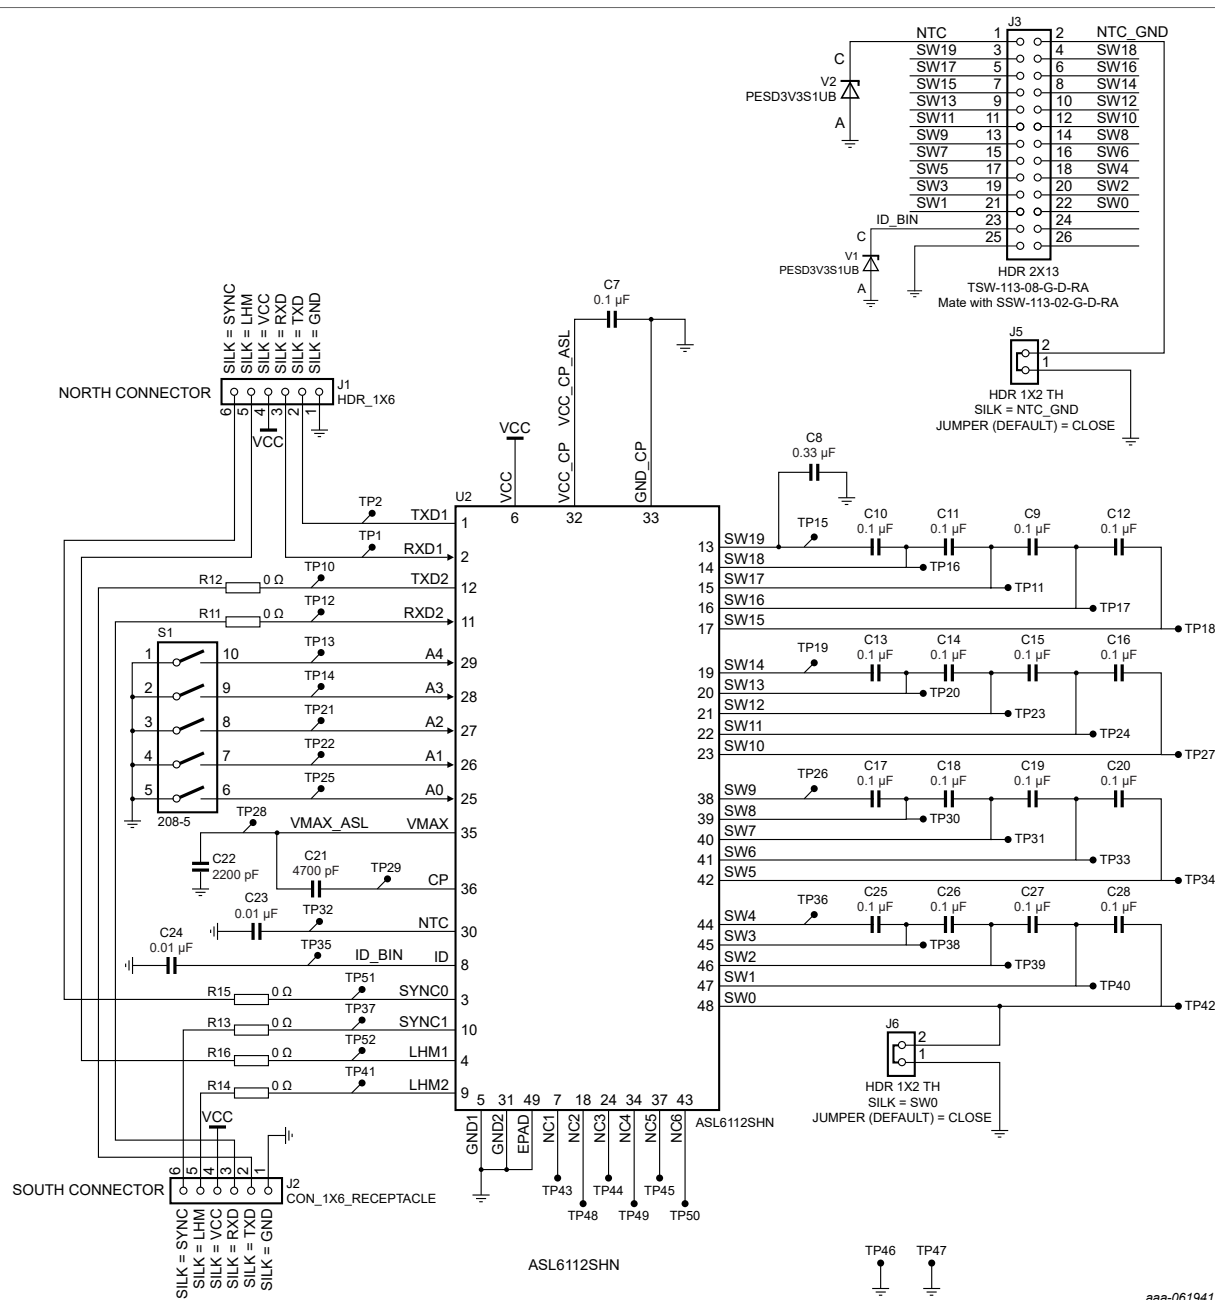 J3
NTC 1 2 NTC_GND
SW19 3 4 SW18
SW17 5 6 SW16
SW15 7 8 SW14
SW13 9 10 SW12
SW11 11 12 SW10
SW9 13 14 SW8
SW7 15 16 SW6
SW5 17 18 SW4
SW3 19 20 SW2
SW1 21 22 SW0
ID_BIN 23 24
25 26
C
V2
PESD3V3S1UB
A
C
V1
PESD3V3S1UB
A
HDR 2X13
TSW-113-08-G-D-RA
Mate with SSW-113-02-G-D-RA
J5
2
1
HDR 1X2 TH
SILK = NTC_GND
JUMPER (DEFAULT) = CLOSE
C7
0.1 µF
SILK = SYNC
SILK = LHM
SILK = VCC
SILK = RXD
SILK = TXD
SILK = GND
NORTH CONNECTOR
J1
HDR_1X6
6 5 4 3 2 1
VCC
VCC
VCC
VCC_CP VCC_CP_ASL
GND_CP
C8
0.33 µF
U2
6 32 33
TP2
TXD1 1
TP1
RXD1 2
R12 0 Ω TP10 TXD2 12
R11 0 Ω TP12 RXD2 11
S1
1 10 TP13 A4 29
2 9 TP14 A3 28
3 8 TP21 A2 27
4 7 TP22 A1 26
5 6 TP25 A0 25
208-5
TP28 VMAX_ASL VMAX 35
C22
2200 pF
C21
4700 pF
TP29 CP 36
C23
0.01 µF
TP32 NTC 30
C24
0.01 µF
TP35 ID_BIN ID 8
R15 0 Ω TP51 SYNC0 3
R13 0 Ω TP37 SYNC1 10
R16 0 Ω TP52 LHM1 4
R14 0 Ω TP41 LHM2 9
13 SW19 TP15
C10
0.1 µF
C11
0.1 µF
C9
0.1 µF
C12
0.1 µF
14 SW18 TP16
15 SW17 TP11
16 SW16 TP17
17 SW15 TP18
19 SW14 TP19
C13
0.1 µF
C14
0.1 µF
C15
0.1 µF
C16
0.1 µF
20 SW13 TP20
21 SW12 TP23
22 SW11 TP24
23 SW10 TP27
38 SW9 TP26
C17
0.1 µF
C18
0.1 µF
C19
0.1 µF
C20
0.1 µF
39 SW8 TP30
40 SW7 TP31
41 SW6 TP33
42 SW5 TP34
44 SW4 TP36
C25
0.1 µF
C26
0.1 µF
C27
0.1 µF
C28
0.1 µF
45 SW3 TP38
46 SW2 TP39
47 SW1 TP40
48 SW0 TP42
J6
2
1
HDR 1X2 TH
SILK = SW0
JUMPER (DEFAULT) = CLOSE
5 31 49 7 18 24 34 37 43
ASL6112SHN
GND1
GND2
EPAD
NC1
NC2
NC3
NC4
NC5
NC6
TP43 TP44 TP45
TP48 TP49 TP50
VCC
6 5 4 3 2 1
SOUTH CONNECTOR
J2
CON_1X6_RECEPTACLE
SILK = SYNC
SILK = LHM
SILK = VCC
SILK = RXD
SILK = TXD
SILK = GND
ASL6112SHN
TP46 TP47
aaa-061941